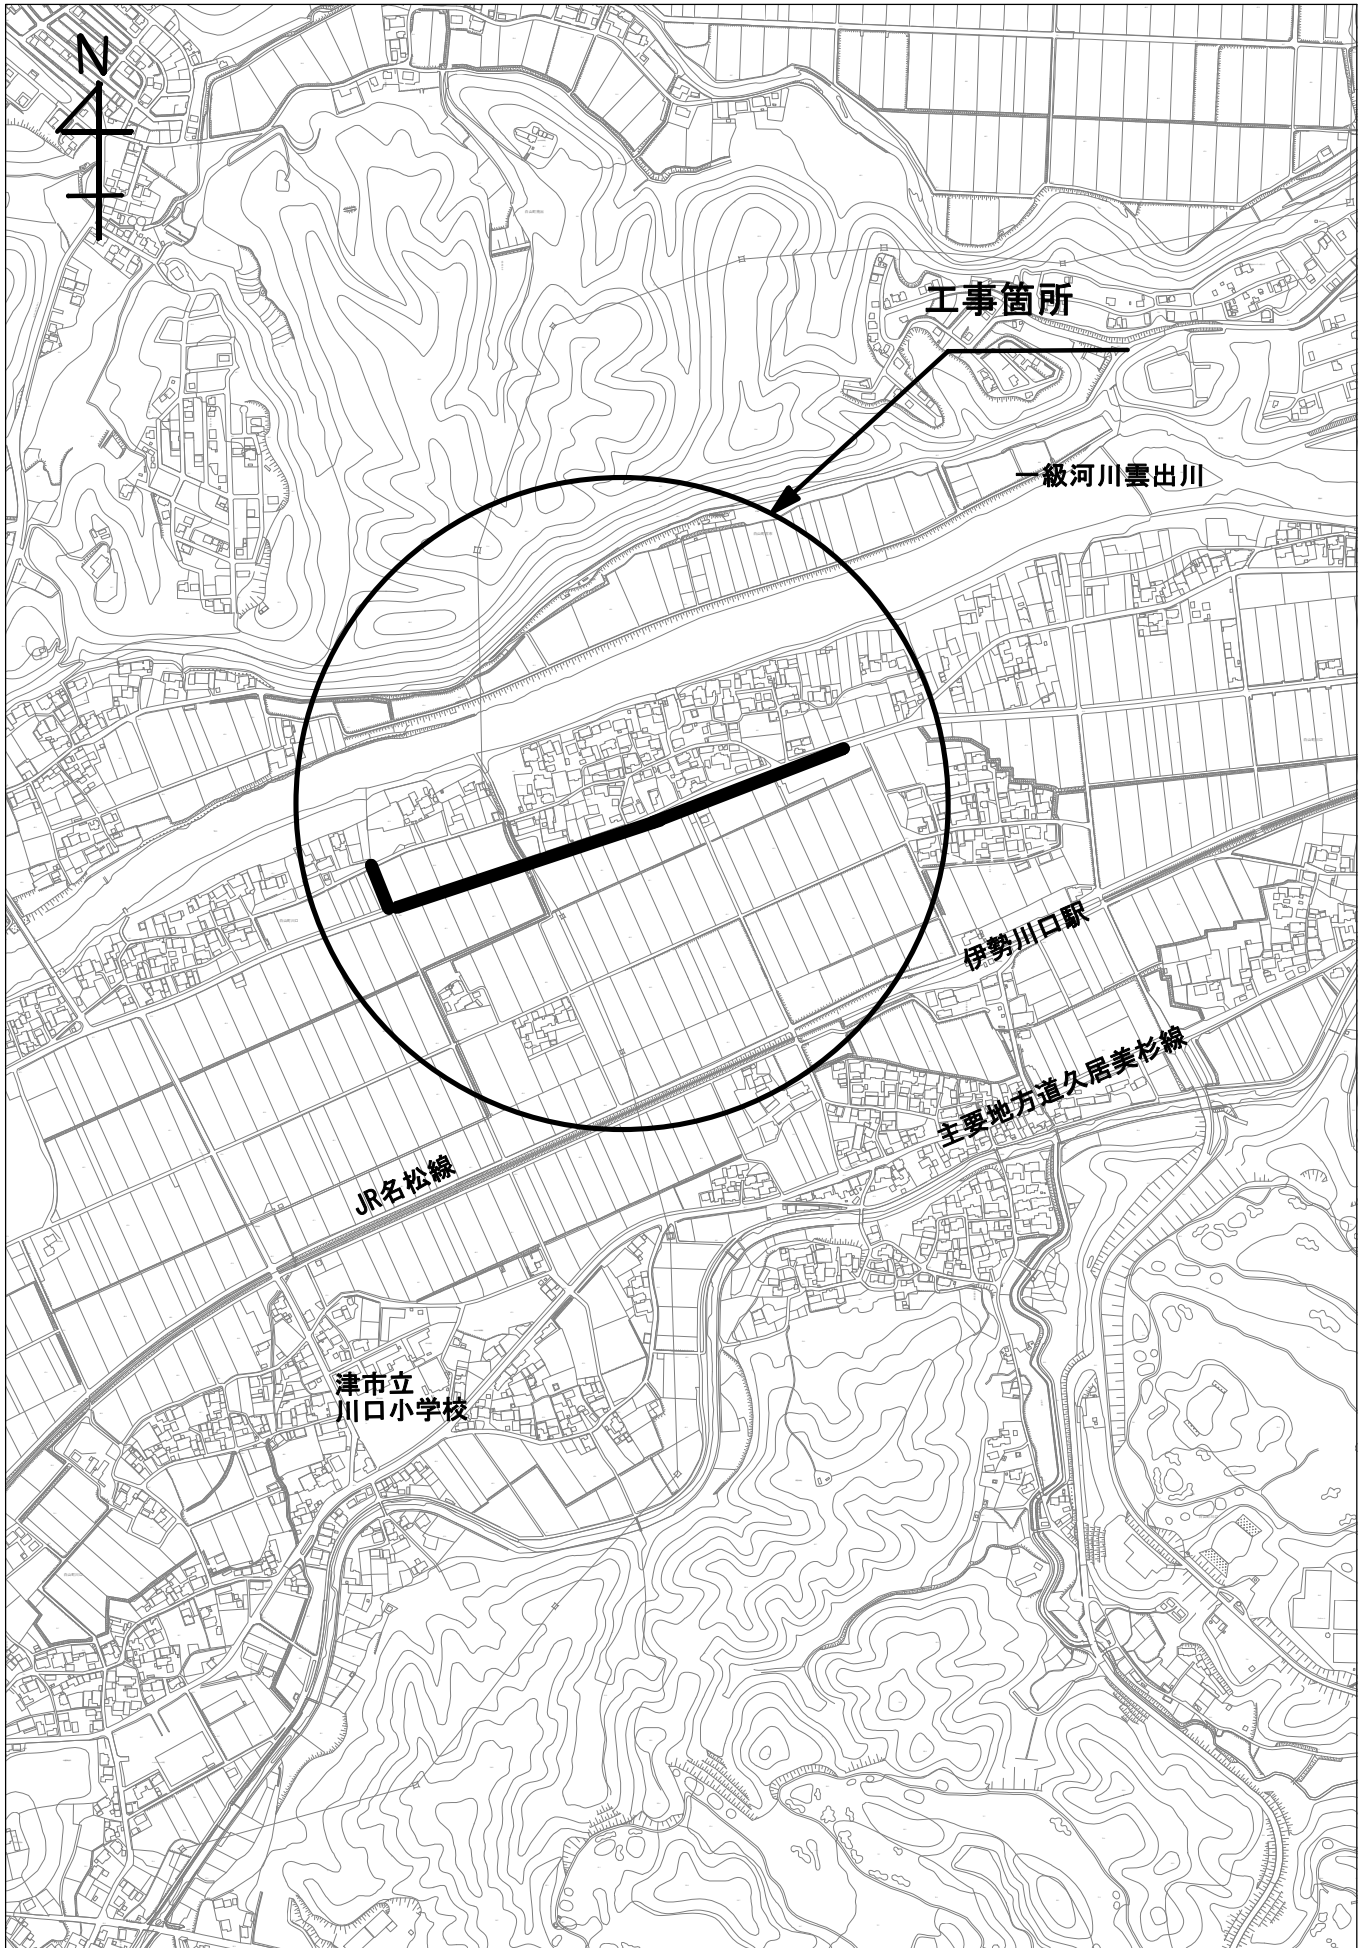 N
工事箇所
一級河川雲出川
伊勢川口駅
主要地方道久居美杉線
JR名松線
津市立
川口小学校